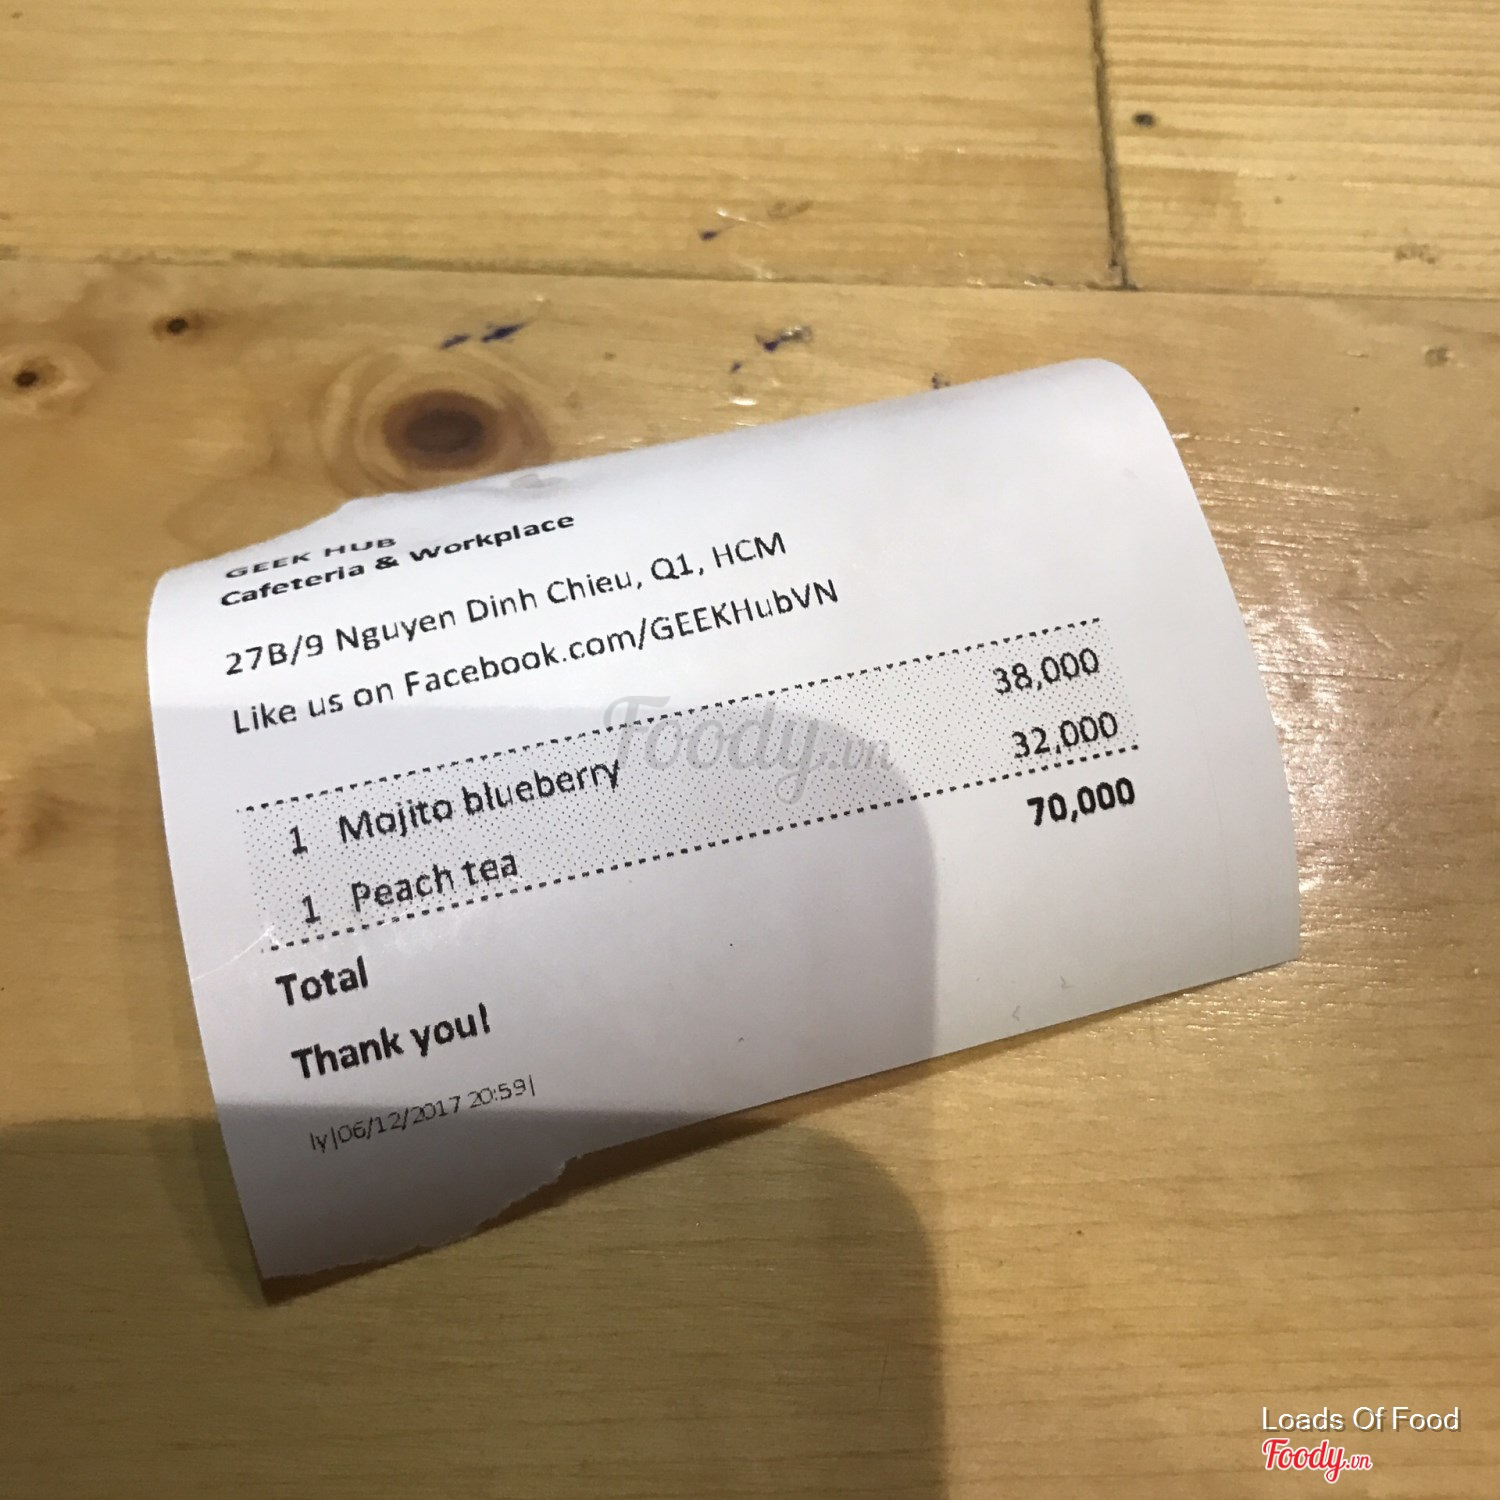 GEEK HUB
Cafeteria & Workplace
27B/9 Nguyen Dinh Chieu, Q1, HCM
Like us on Facebook.com/GEEKHubVN
1 Mojito blueberry 38,000
1 Peach tea 32,000
Total 70,000
Thank you!
ly|06/12/2017 20:59|
Foody.vn
Loads Of Food
Foody.vn